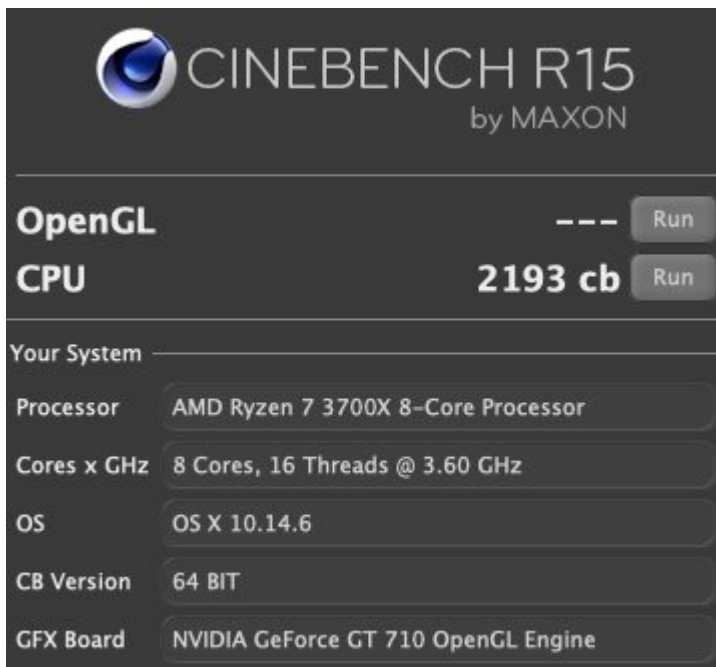 CINEBENCH R15
by MAXON
OpenGL --- Run
CPU 2193 cb Run
Your System
Processor AMD Ryzen 7 3700X 8-Core Processor
Cores x GHz 8 Cores, 16 Threads @ 3.60 GHz
OS OS X 10.14.6
CB Version 64 BIT
GFX Board NVIDIA GeForce GT 710 OpenGL Engine